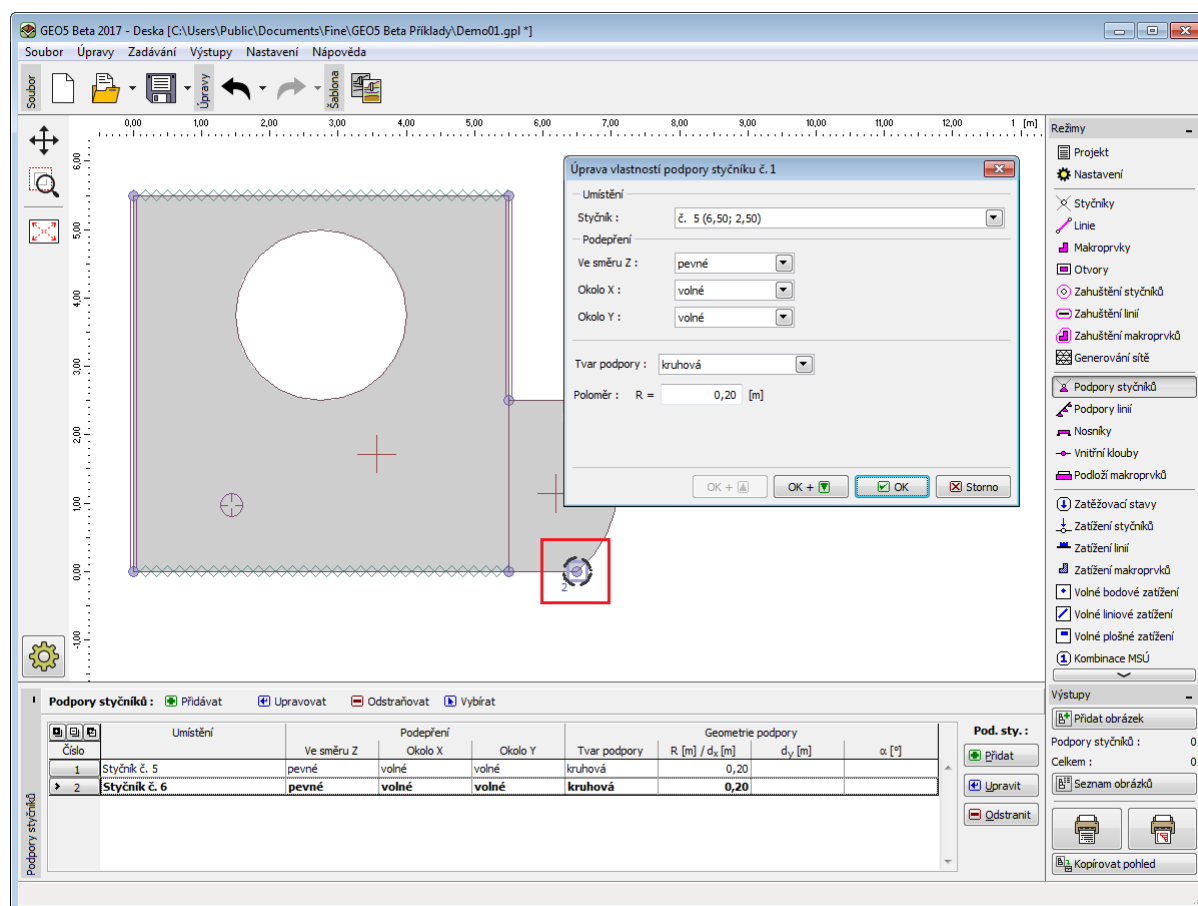 GEO5 Beta 2017 - Deska [C:\Users\Public\Documents\Fine\GEO5 Beta Příklady\Demo01.gpl *]
Soubor Úpravy Zadávání Výstupy Nastavení Nápověda
Soubor Úpravy Šablona
0,00 1,00 2,00 3,00 4,00 5,00 6,00 7,00 8,00 9,00 10,00 11,00 12,00 1 [m]
6,00
5,00
4,00
3,00
2,00
1,00
0,00
-1,00
2
Úprava vlastností podpory styčníku č. 1
Umístění
Styčník : č. 5 (6,50; 2,50)
Podepření
Ve směru Z : pevné
Okolo X : volné
Okolo Y : volné
Tvar podpory : kruhová
Poloměr : R = 0,20 [m]
OK + OK + OK Storno
Režimy
Projekt
Nastavení
Styčníky
Linie
Makroprvky
Otvory
Zahuštění styčníků
Zahuštění linií
Zahuštění makroprvků
Generování sítě
Podpory styčníků
Podpory linií
Nosníky
Vnitřní klouby
Podloží makroprvků
Zatěžovací stavy
Zatížení styčníků
Zatížení linií
Zatížení makroprvků
Volné bodové zatížení
Volné liniové zatížení
Volné plošné zatížení
Kombinace MSÚ
Výstupy
Přidat obrázek
Podpory styčníků : 0
Celkem : 0
Seznam obrázků
Kopírovat pohled
Podpory styčníků
Podpory styčníků : Přidávat Upravovat Odstraňovat Vybírat
Umístění Podepření Geometrie podpory
Číslo Ve směru Z Okolo X Okolo Y Tvar podpory R [m] / dx [m] dy [m] α [°]
1 Styčník č. 5 pevné volné volné kruhová 0,20
2 Styčník č. 6 pevné volné volné kruhová 0,20
Pod. sty. :
Přidat
Upravit
Odstranit